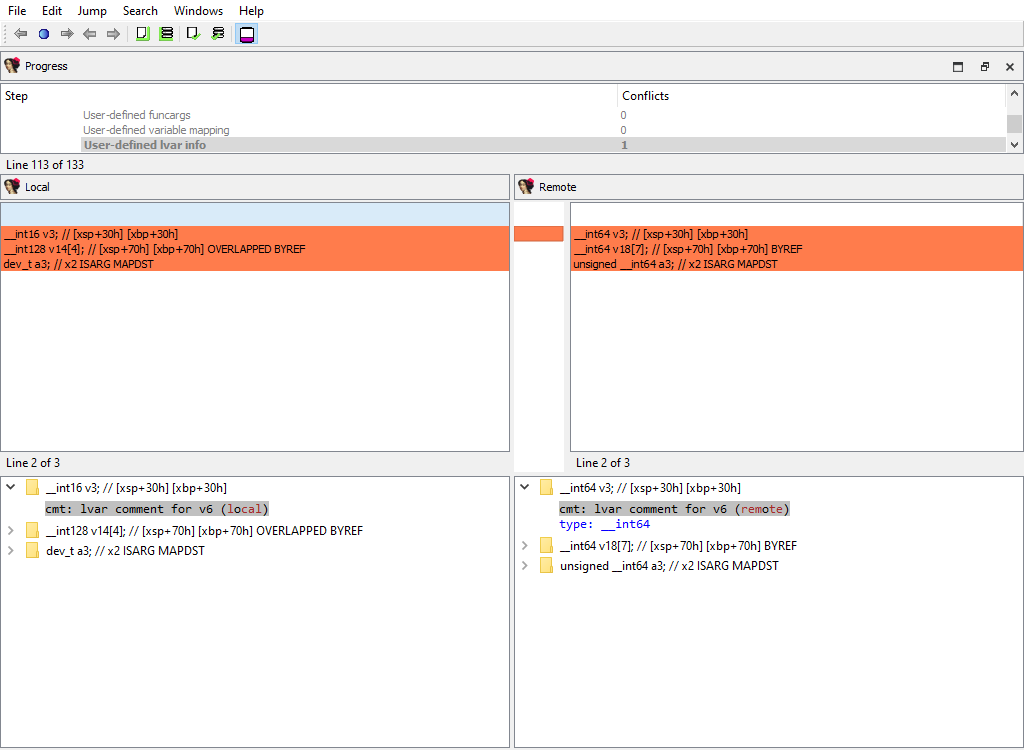 File Edit Jump Search Windows Help
Progress
Step Conflicts
User-defined funcargs 0
User-defined variable mapping 0
User-defined lvar info 1
Line 113 of 133
Local
Remote
__int16 v3; // [xsp+30h] [xbp+30h]
__int128 v14[4]; // [xsp+70h] [xbp+70h] OVERLAPPED BYREF
dev_t a3; // x2 ISARG MAPDST
__int64 v3; // [xsp+30h] [xbp+30h]
__int64 v18[7]; // [xsp+70h] [xbp+70h] BYREF
unsigned __int64 a3; // x2 ISARG MAPDST
Line 2 of 3
Line 2 of 3
__int16 v3; // [xsp+30h] [xbp+30h]
cmt: lvar comment for v6 (local)
__int128 v14[4]; // [xsp+70h] [xbp+70h] OVERLAPPED BYREF
dev_t a3; // x2 ISARG MAPDST
__int64 v3; // [xsp+30h] [xbp+30h]
cmt: lvar comment for v6 (remote)
type: __int64
__int64 v18[7]; // [xsp+70h] [xbp+70h] BYREF
unsigned __int64 a3; // x2 ISARG MAPDST